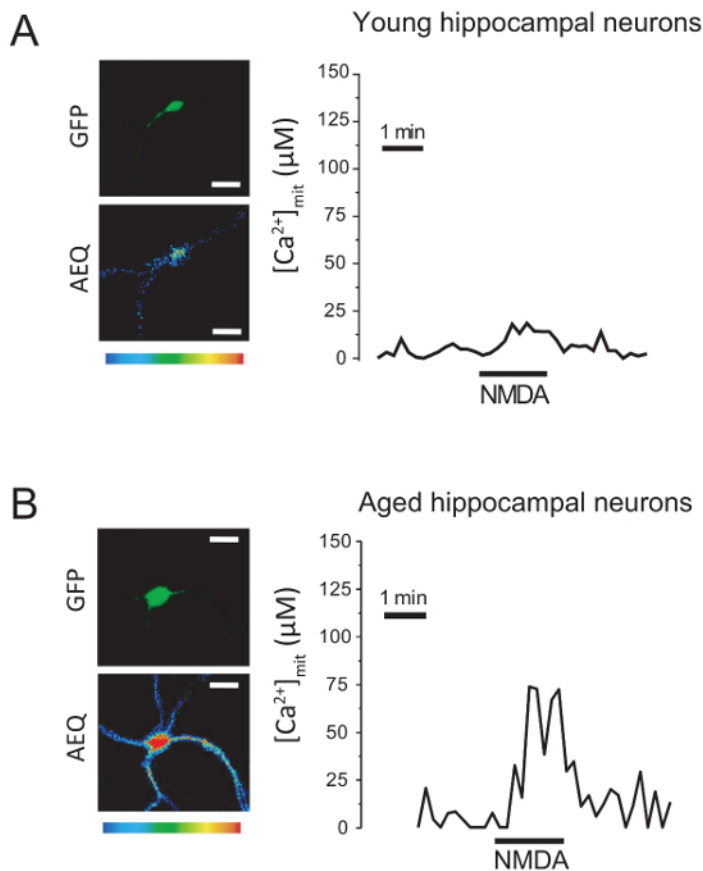 A
Young hippocampal neurons
GFP
AEQ
[Ca²⁺]mit (μM)
150
125
100
75
50
25
0
1 min
NMDA
B
Aged hippocampal neurons
GFP
AEQ
[Ca²⁺]mit (μM)
150
125
100
75
50
25
0
1 min
NMDA